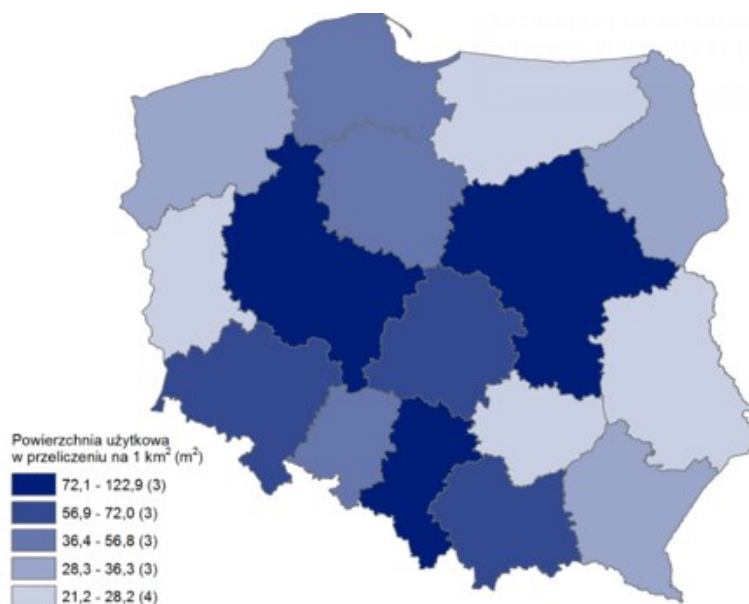 Powierzchnia użytkowa
w przeliczeniu na 1 km² (m²)
72,1 - 122,9 (3)
56,9 - 72,0 (3)
36,4 - 56,8 (3)
28,3 - 36,3 (3)
21,2 - 28,2 (4)